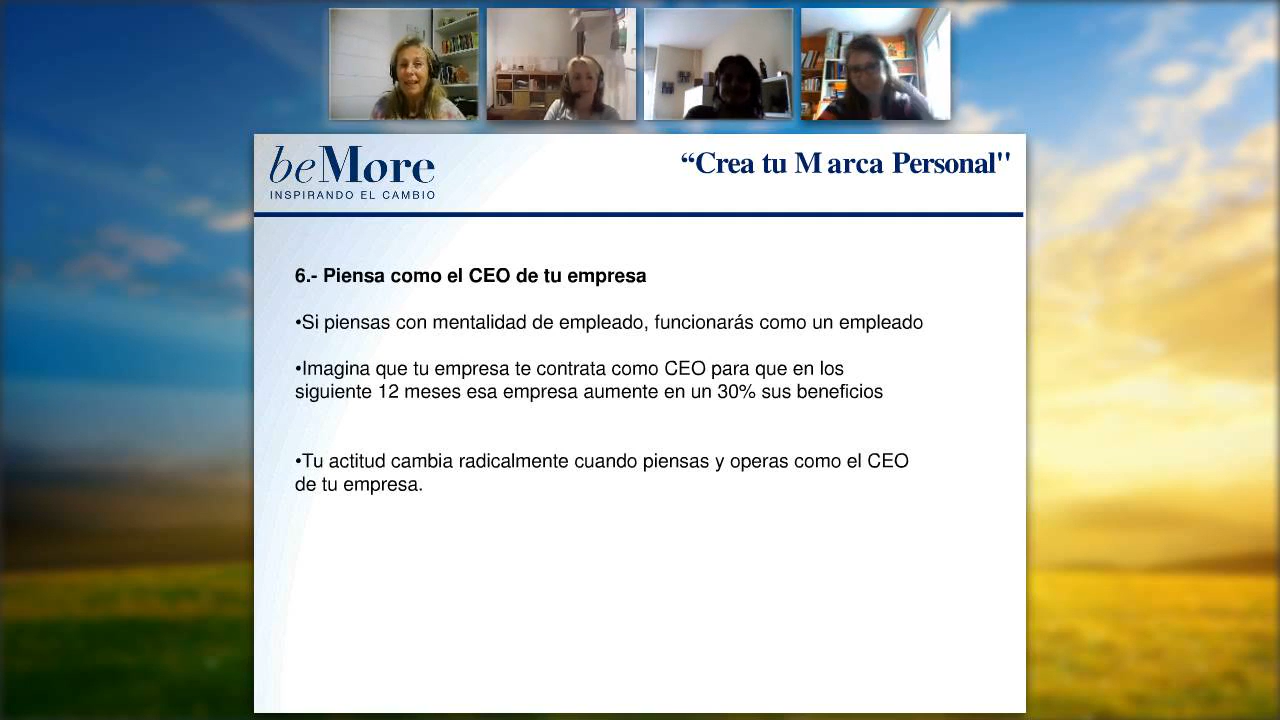 beMore
INSPIRANDO EL CAMBIO
“Crea tu Marca Personal"
6.- Piensa como el CEO de tu empresa
•Si piensas con mentalidad de empleado, funcionarás como un empleado
•Imagina que tu empresa te contrata como CEO para que en los
siguiente 12 meses esa empresa aumente en un 30% sus beneficios
•Tu actitud cambia radicalmente cuando piensas y operas como el CEO
de tu empresa.